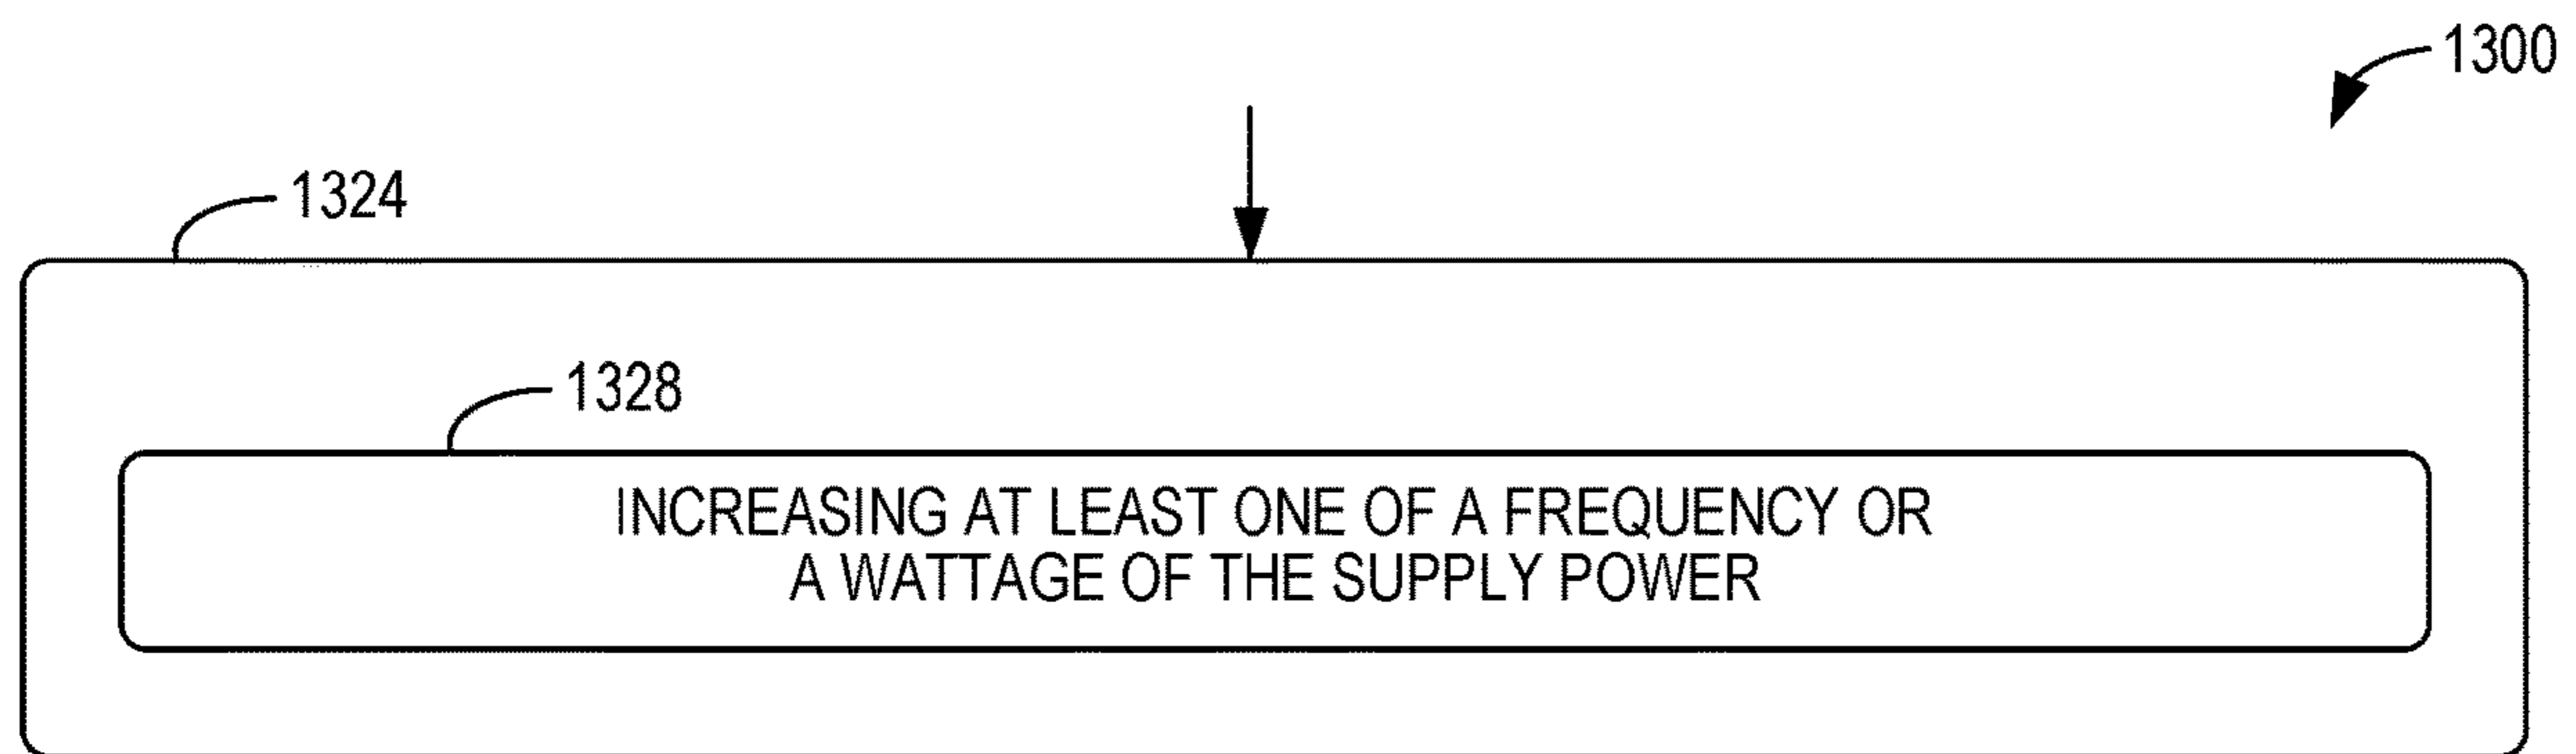 1300
1324
1328
INCREASING AT LEAST ONE OF A FREQUENCY OR
A WATTAGE OF THE SUPPLY POWER